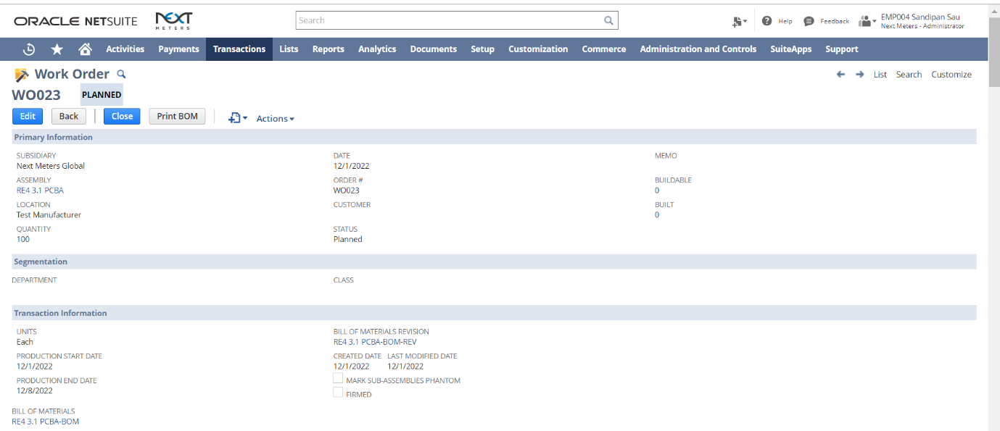 ORACLE NETSUITE
NEXT
METERS
Search
Help
Feedback
EMP004 Sandipan Sau
Next Meters - Administrator
Activities Payments Transactions Lists Reports Analytics Documents Setup Customization Commerce Administration and Controls SuiteApps Support
Work Order
List Search Customize
WO023 PLANNED
Edit Back Close Print BOM Actions
Primary Information
SUBSIDIARY
Next Meters Global
ASSEMBLY
RE4 3.1 PCBA
LOCATION
Test Manufacturer
QUANTITY
100
DATE
12/1/2022
ORDER #
WO023
CUSTOMER
STATUS
Planned
MEMO
BUILDABLE
0
BUILT
0
Segmentation
DEPARTMENT
CLASS
Transaction Information
UNITS
Each
PRODUCTION START DATE
12/1/2022
PRODUCTION END DATE
12/8/2022
BILL OF MATERIALS
RE4 3.1 PCBA-BOM
BILL OF MATERIALS REVISION
RE4 3.1 PCBA-BOM-REV
CREATED DATE LAST MODIFIED DATE
12/1/2022 12/1/2022
MARK SUB-ASSEMBLIES PHANTOM
FIRMED